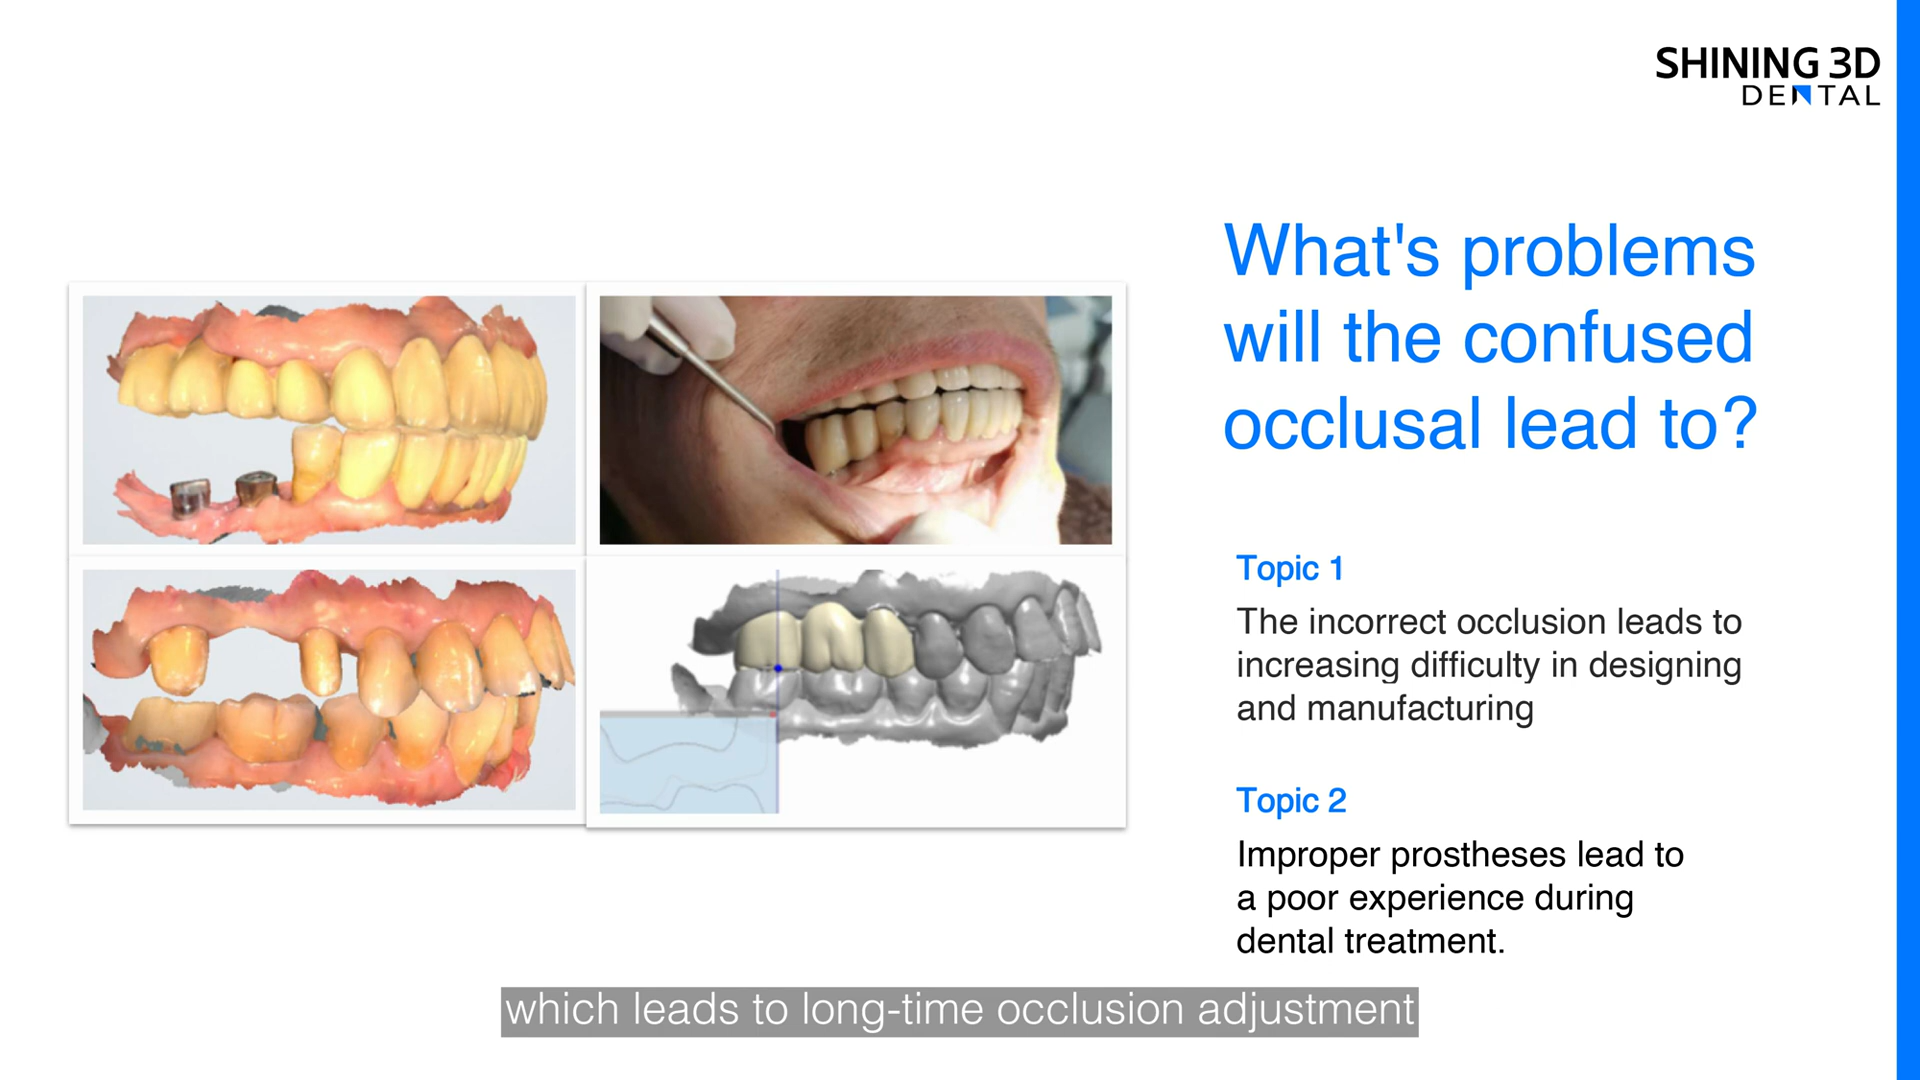 SHINING 3D
DENTAL
What's problems
will the confused
occlusal lead to?
Topic 1
The incorrect occlusion leads to
increasing difficulty in designing
and manufacturing
Topic 2
Improper prostheses lead to
a poor experience during
dental treatment.
which leads to long-time occlusion adjustment